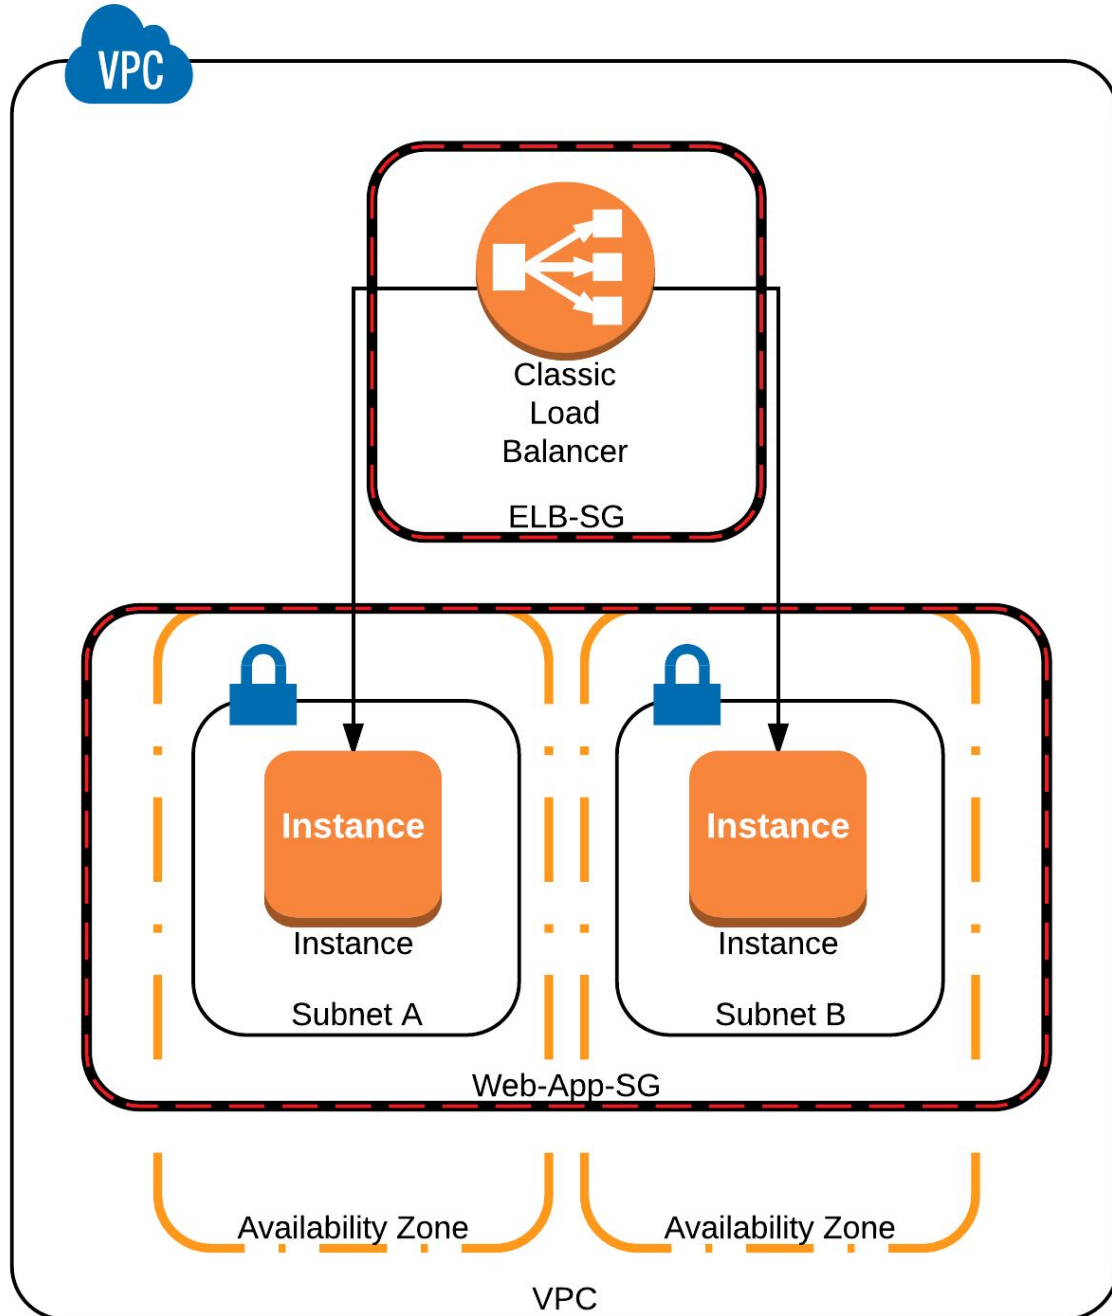 VPC
Classic
Load
Balancer
ELB-SG
Instance
Instance
Instance
Instance
Subnet A
Subnet B
Web-App-SG
Availability Zone
Availability Zone
VPC